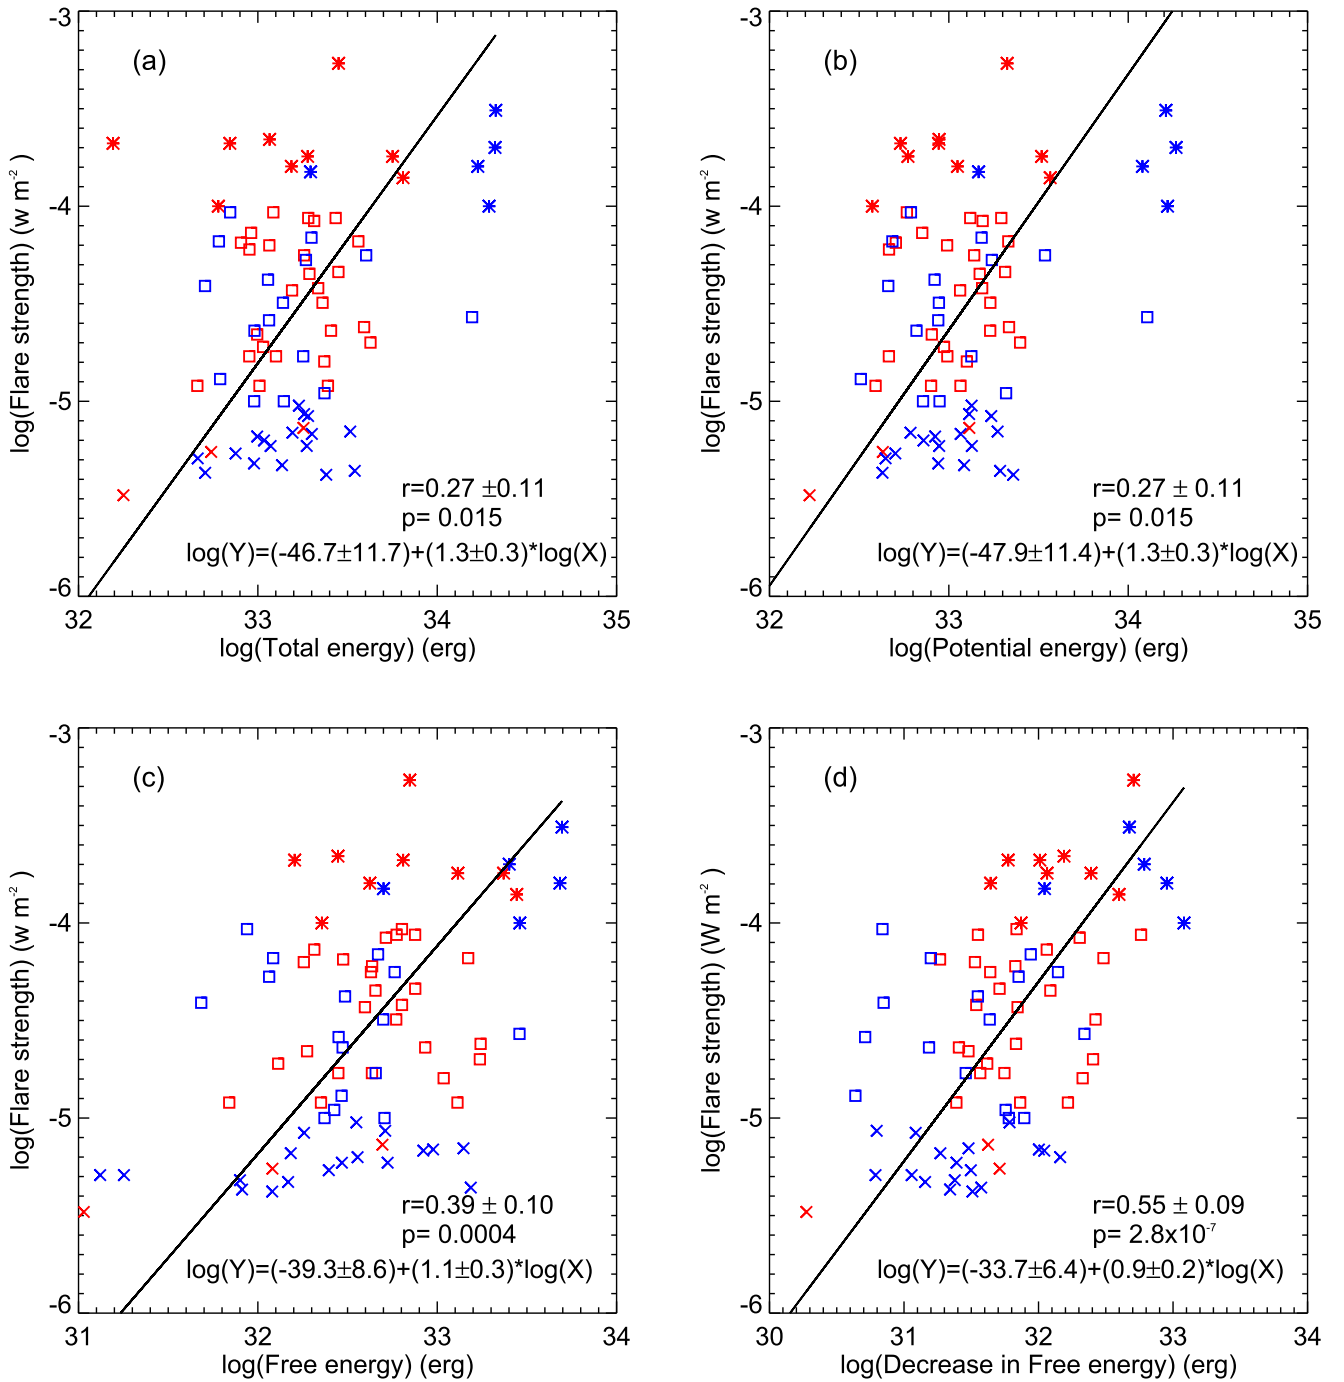 -3
(a)
-4
-5
-6
log(Flare strength) (w m-2 )
r=0.27 ±0.11
p= 0.015
log(Y)=(-46.7±11.7)+(1.3±0.3)*log(X)
32 33 34 35
log(Total energy) (erg)
-3
(b)
-4
-5
-6
log(Flare strength) (w m-2 )
r=0.27 ± 0.11
p= 0.015
log(Y)=(-47.9±11.4)+(1.3±0.3)*log(X)
32 33 34 35
log(Potential energy) (erg)
-3
(c)
-4
-5
-6
log(Flare strength) (w m-2 )
r=0.39 ± 0.10
p= 0.0004
log(Y)=(-39.3±8.6)+(1.1±0.3)*log(X)
31 32 33 34
log(Free energy) (erg)
-3
(d)
-4
-5
-6
log(Flare strength) (W m-2 )
r=0.55 ± 0.09
p= 2.8x10-7
log(Y)=(-33.7±6.4)+(0.9±0.2)*log(X)
30 31 32 33 34
log(Decrease in Free energy) (erg)